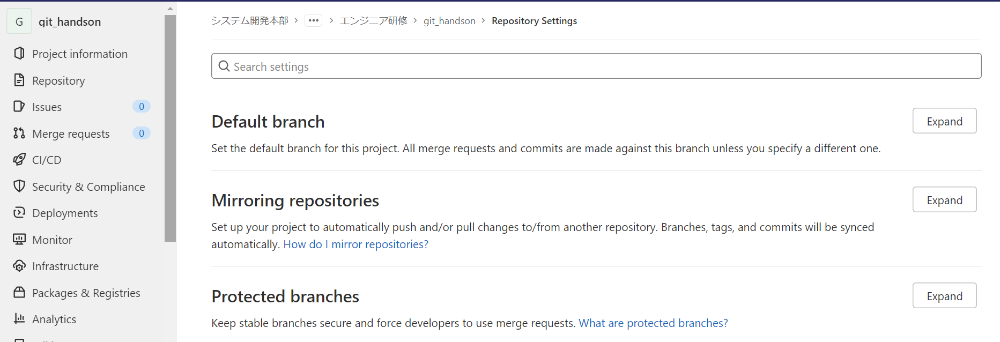 G git_handson
Project information
Repository
Issues 0
Merge requests 0
CI/CD
Security & Compliance
Deployments
Monitor
Infrastructure
Packages & Registries
Analytics
システム開発本部 › ••• › エンジニア研修 › git_handson › Repository Settings
Search settings
Default branch
Expand
Set the default branch for this project. All merge requests and commits are made against this branch unless you specify a different one.
Mirroring repositories
Expand
Set up your project to automatically push and/or pull changes to/from another repository. Branches, tags, and commits will be synced
automatically. How do I mirror repositories?
Protected branches
Expand
Keep stable branches secure and force developers to use merge requests. What are protected branches?